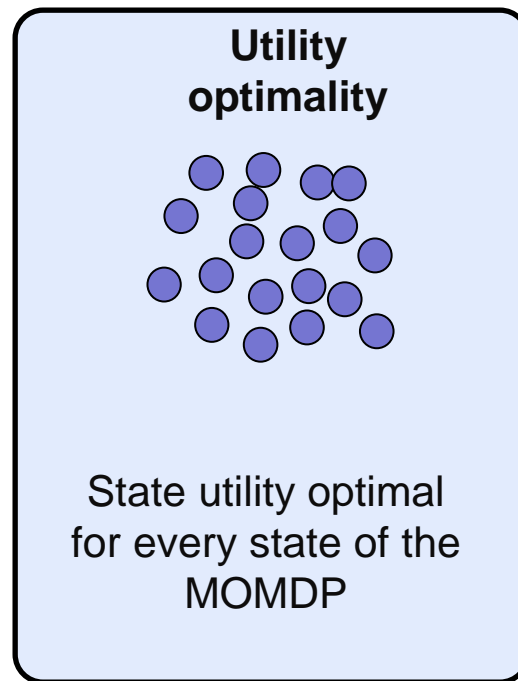 Utility
optimality
State utility optimal
for every state of the
MOMDP